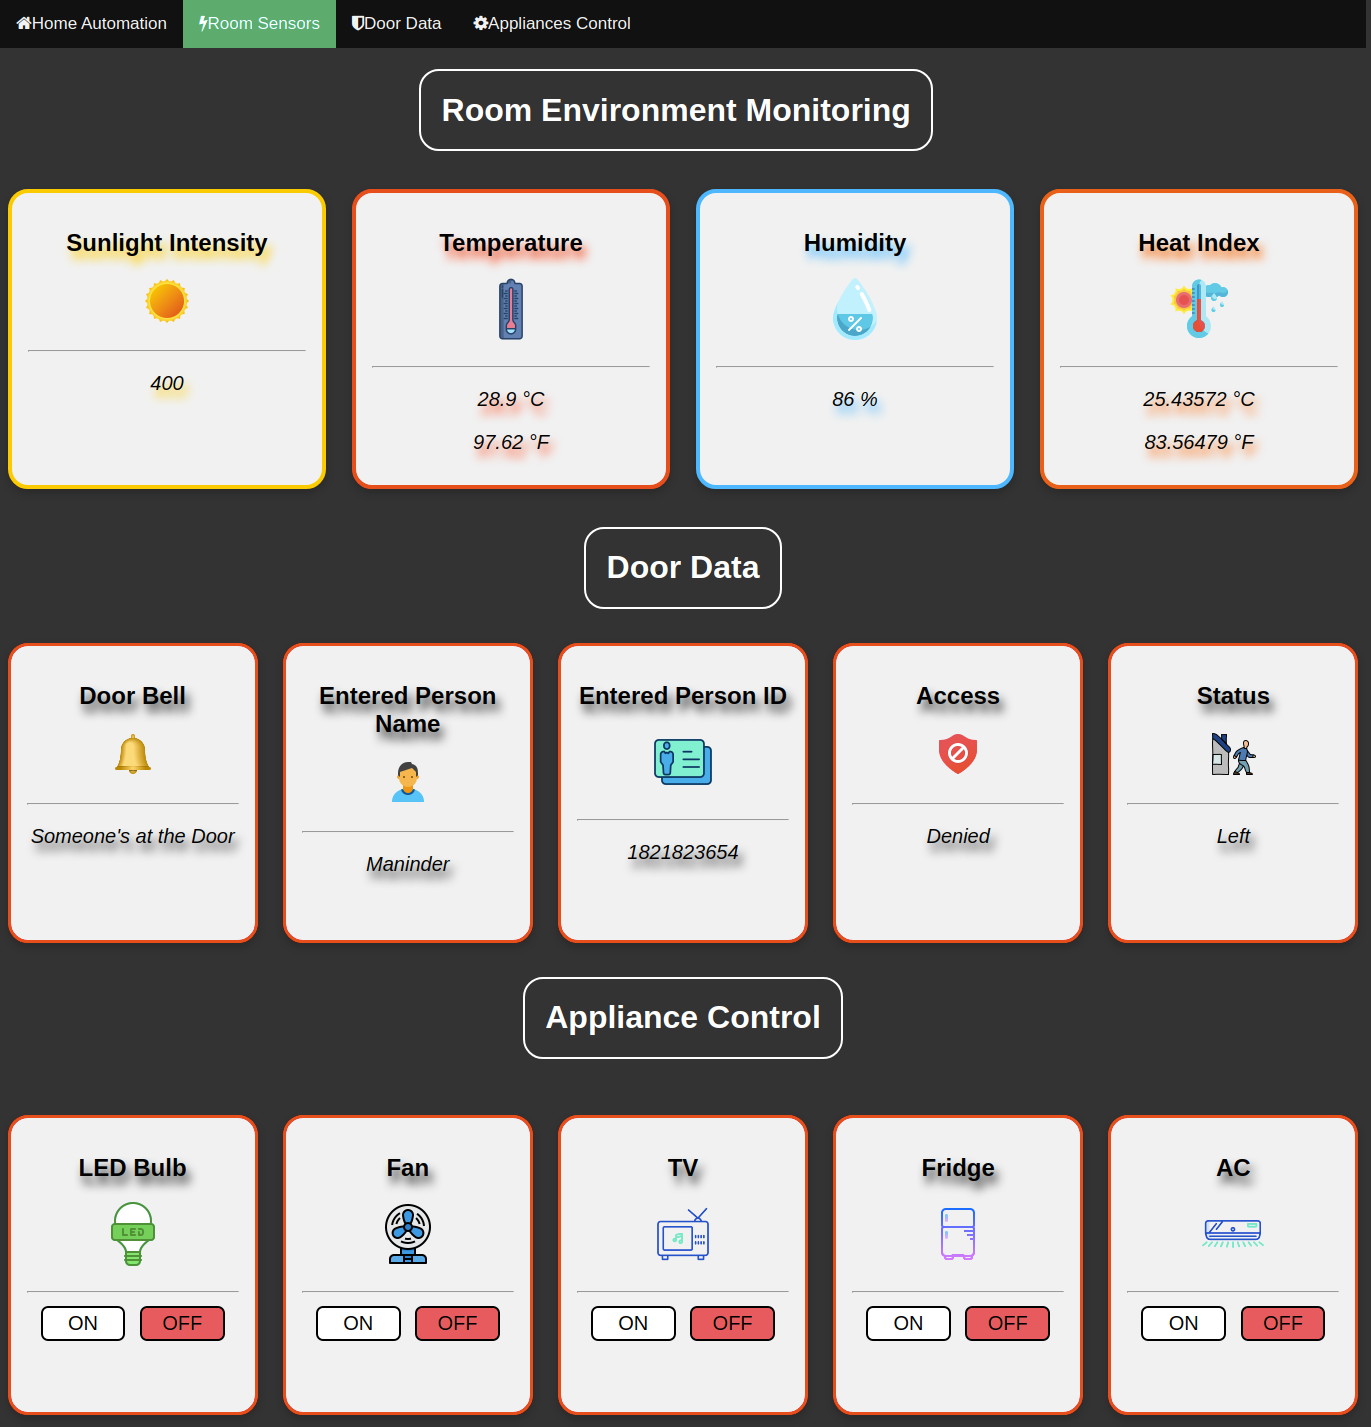 Home Automation Room Sensors Door Data Appliances Control
Room Environment Monitoring
Sunlight Intensity
400
Temperature
28.9 °C
97.62 °F
Humidity
86 %
Heat Index
25.43572 °C
83.56479 °F
Door Data
Door Bell
Someone's at the Door
Entered Person
Name
Maninder
Entered Person ID
1821823654
Access
Denied
Status
Left
Appliance Control
LED Bulb
LED
ON OFF
Fan
ON OFF
TV
ON OFF
Fridge
ON OFF
AC
ON OFF